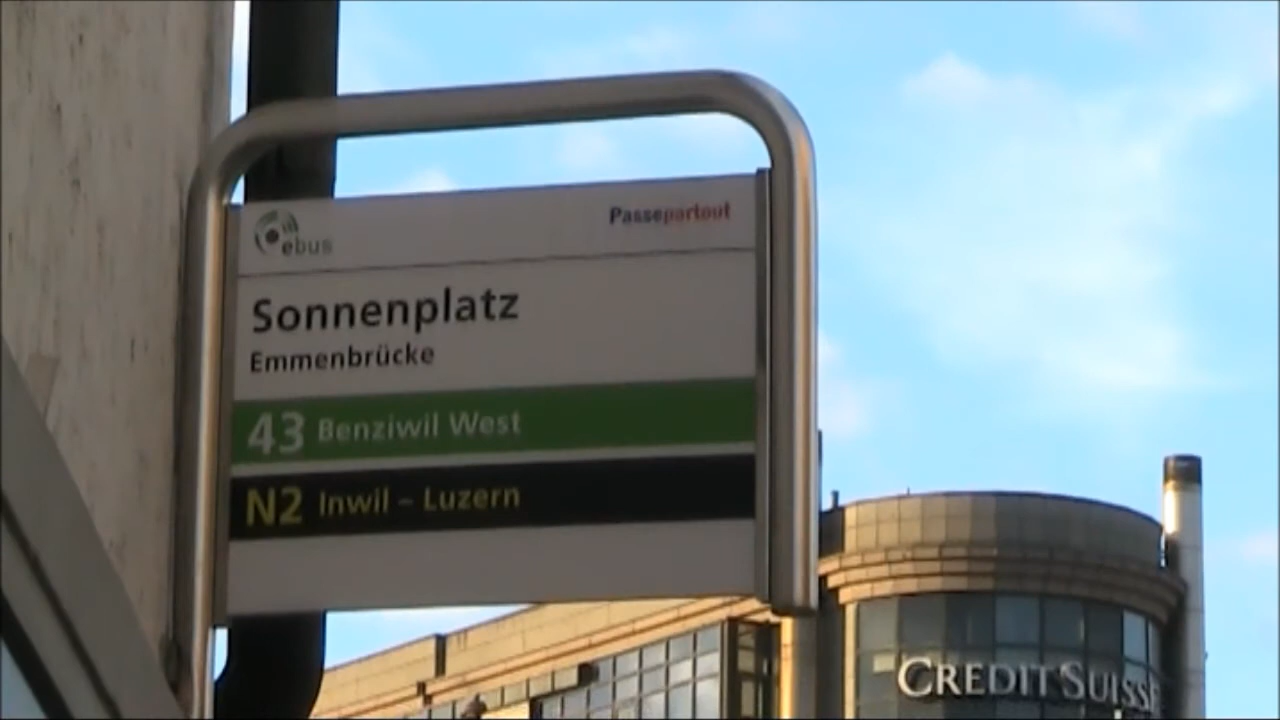 ebus
Passepartout
Sonnenplatz
Emmenbrücke
43 Benziwil West
N2 Inwil – Luzern
CREDIT SUISSE